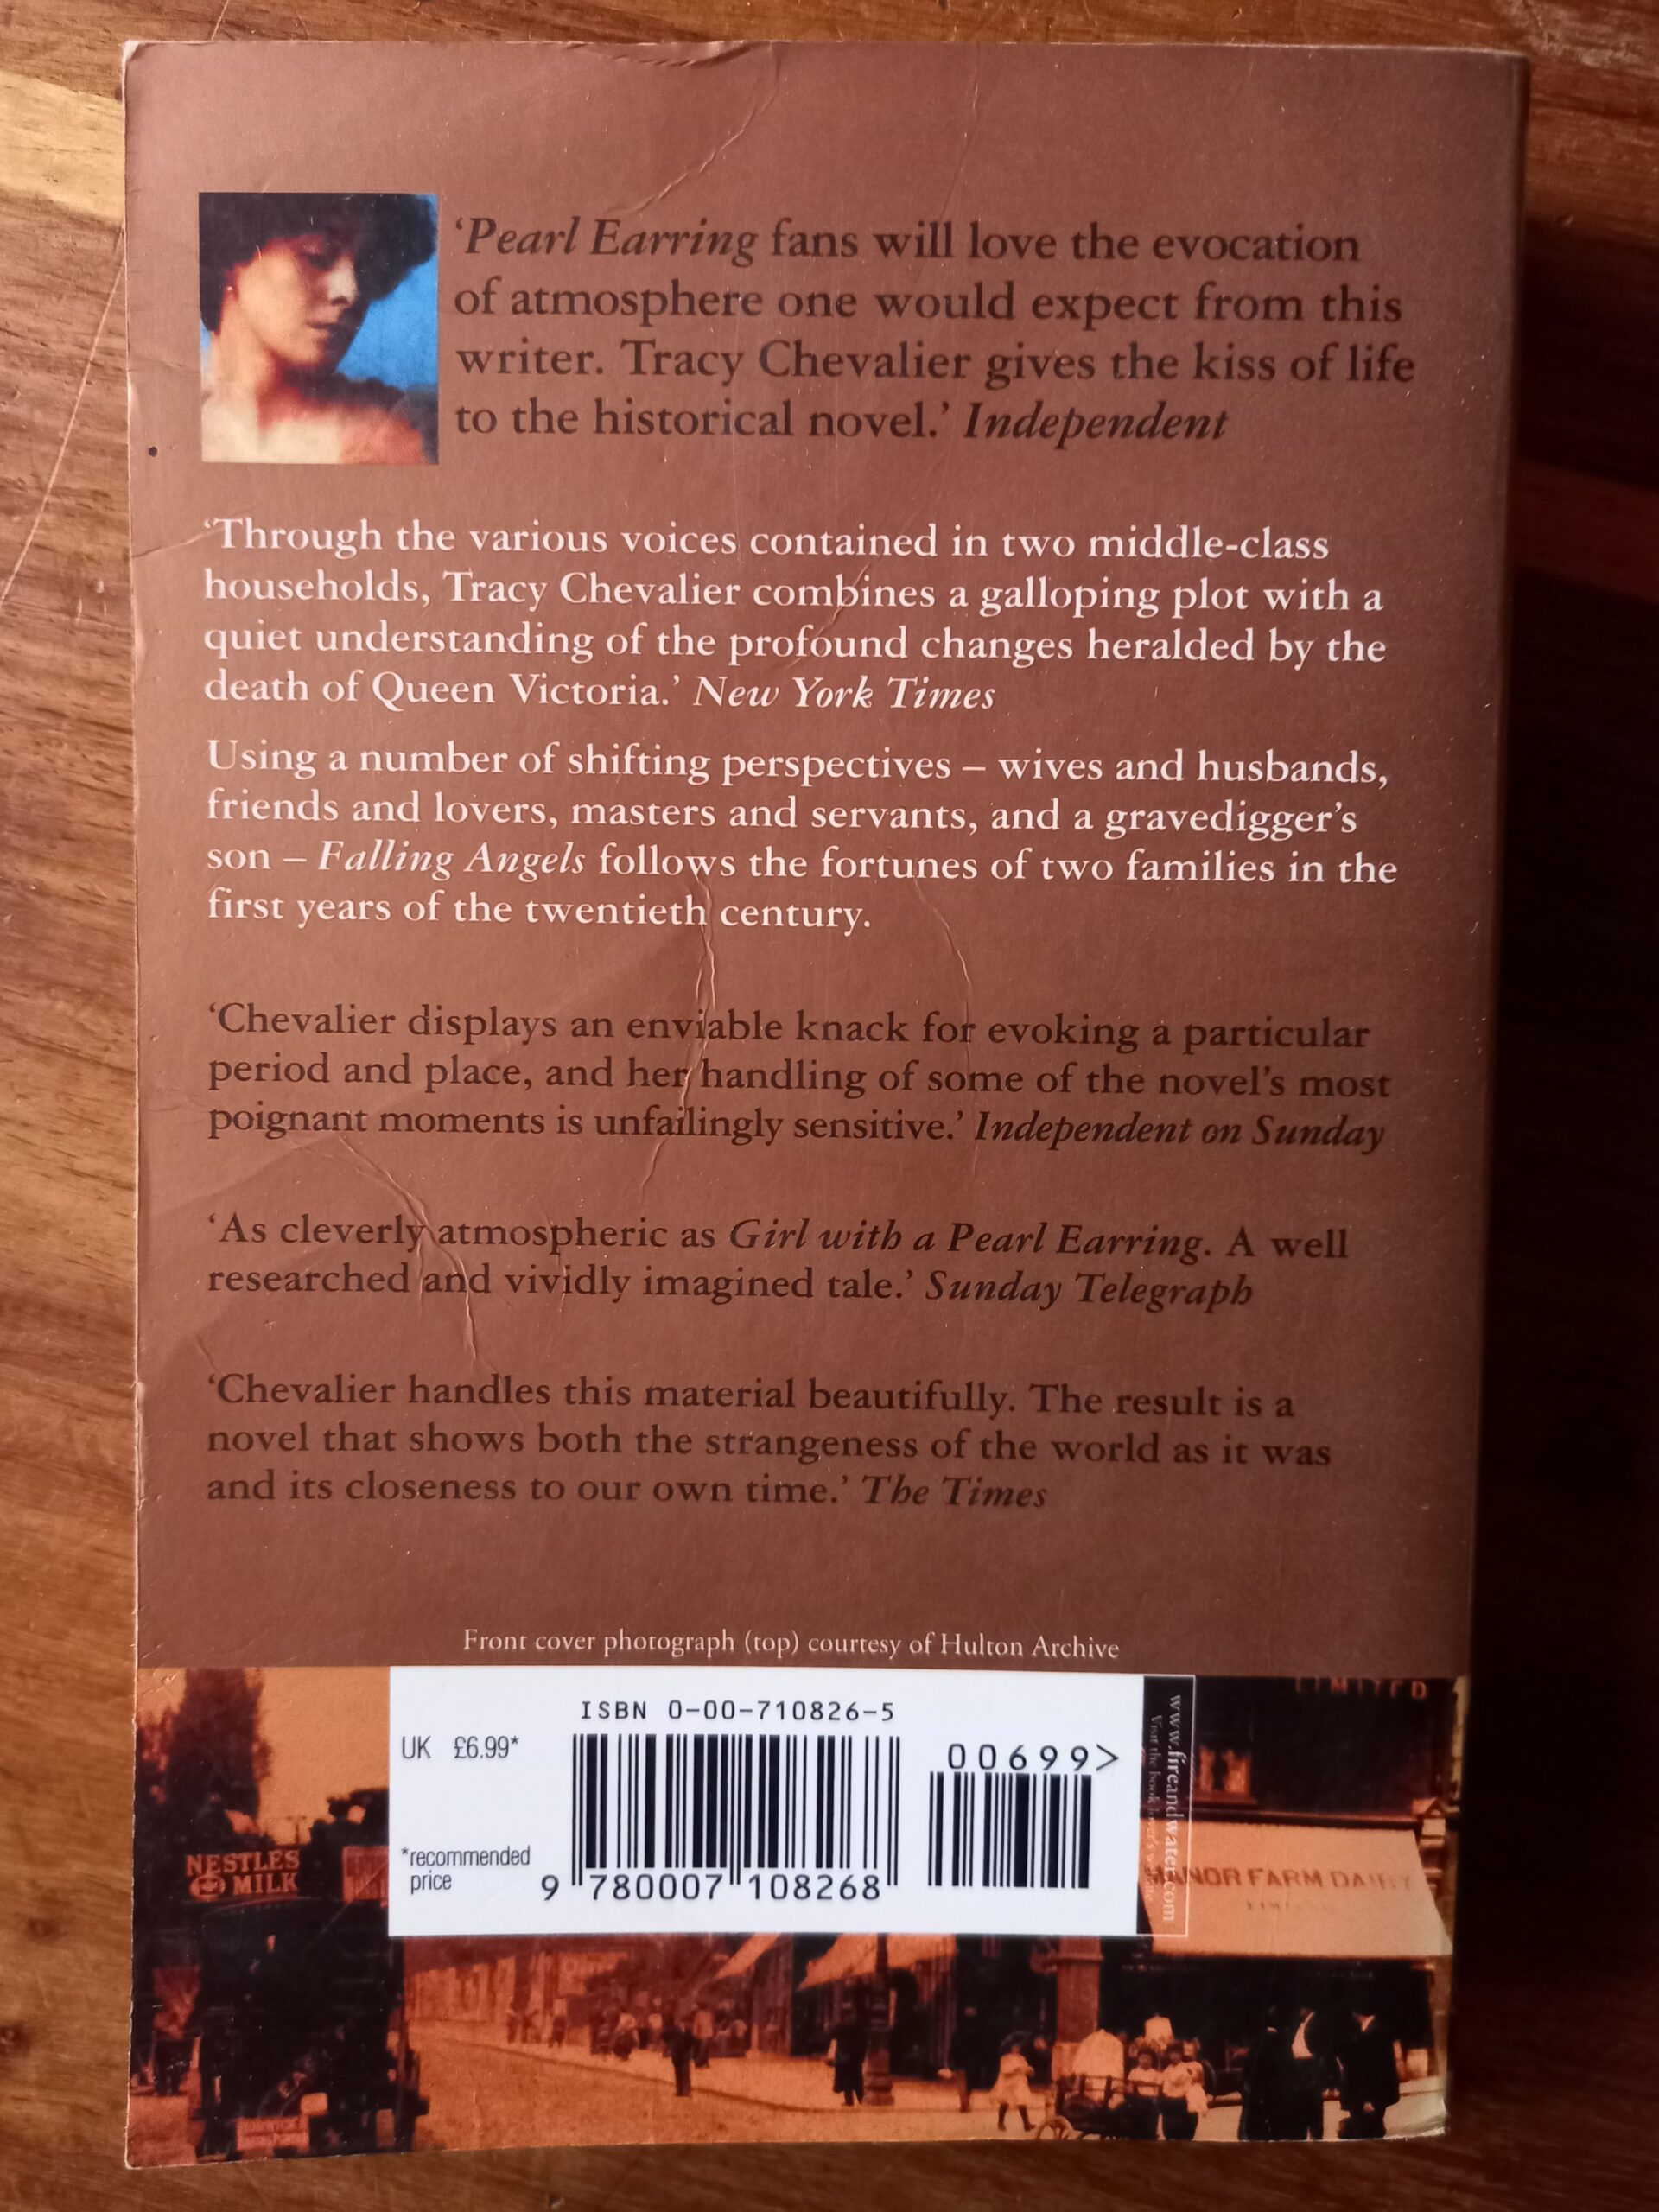 ‘Pearl Earring fans will love the evocation
of atmosphere one would expect from this
writer. Tracy Chevalier gives the kiss of life
to the historical novel.’ Independent
‘Through the various voices contained in two middle-class
households, Tracy Chevalier combines a galloping plot with a
quiet understanding of the profound changes heralded by the
death of Queen Victoria.’ New York Times
Using a number of shifting perspectives – wives and husbands,
friends and lovers, masters and servants, and a gravedigger’s
son – Falling Angels follows the fortunes of two families in the
first years of the twentieth century.
‘Chevalier displays an enviable knack for evoking a particular
period and place, and her handling of some of the novel’s most
poignant moments is unfailingly sensitive.’ Independent on Sunday
‘As cleverly atmospheric as Girl with a Pearl Earring. A well
researched and vividly imagined tale.’ Sunday Telegraph
‘Chevalier handles this material beautifully. The result is a
novel that shows both the strangeness of the world as it was
and its closeness to our own time.’ The Times
Front cover photograph (top) courtesy of Hulton Archive
ISBN 0-00-710826-5
UK £6.99*
00699>
*recommended
price
9 780007 108268
www.fireandwater.com
Visit the book lover's
LIMITED
NESTLES
MILK
MANOR FARM DAIRY